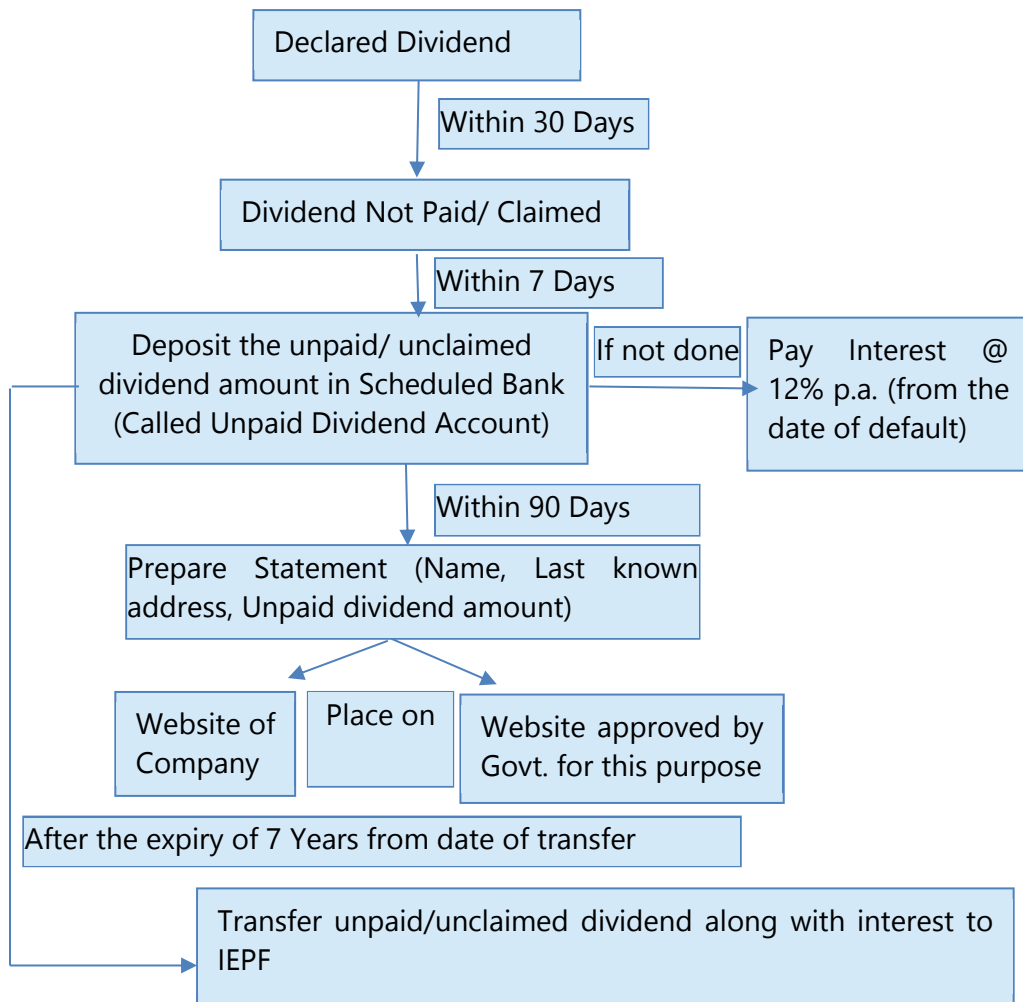 Declared Dividend
Within 30 Days
Dividend Not Paid/ Claimed
Within 7 Days
Deposit the unpaid/ unclaimed
dividend amount in Scheduled Bank
(Called Unpaid Dividend Account)
If not done
Pay Interest @
12% p.a. (from the
date of default)
Within 90 Days
Prepare Statement (Name, Last known
address, Unpaid dividend amount)
Website of
Company
Place on
Website approved by
Govt. for this purpose
After the expiry of 7 Years from date of transfer
Transfer unpaid/unclaimed dividend along with interest to
IEPF